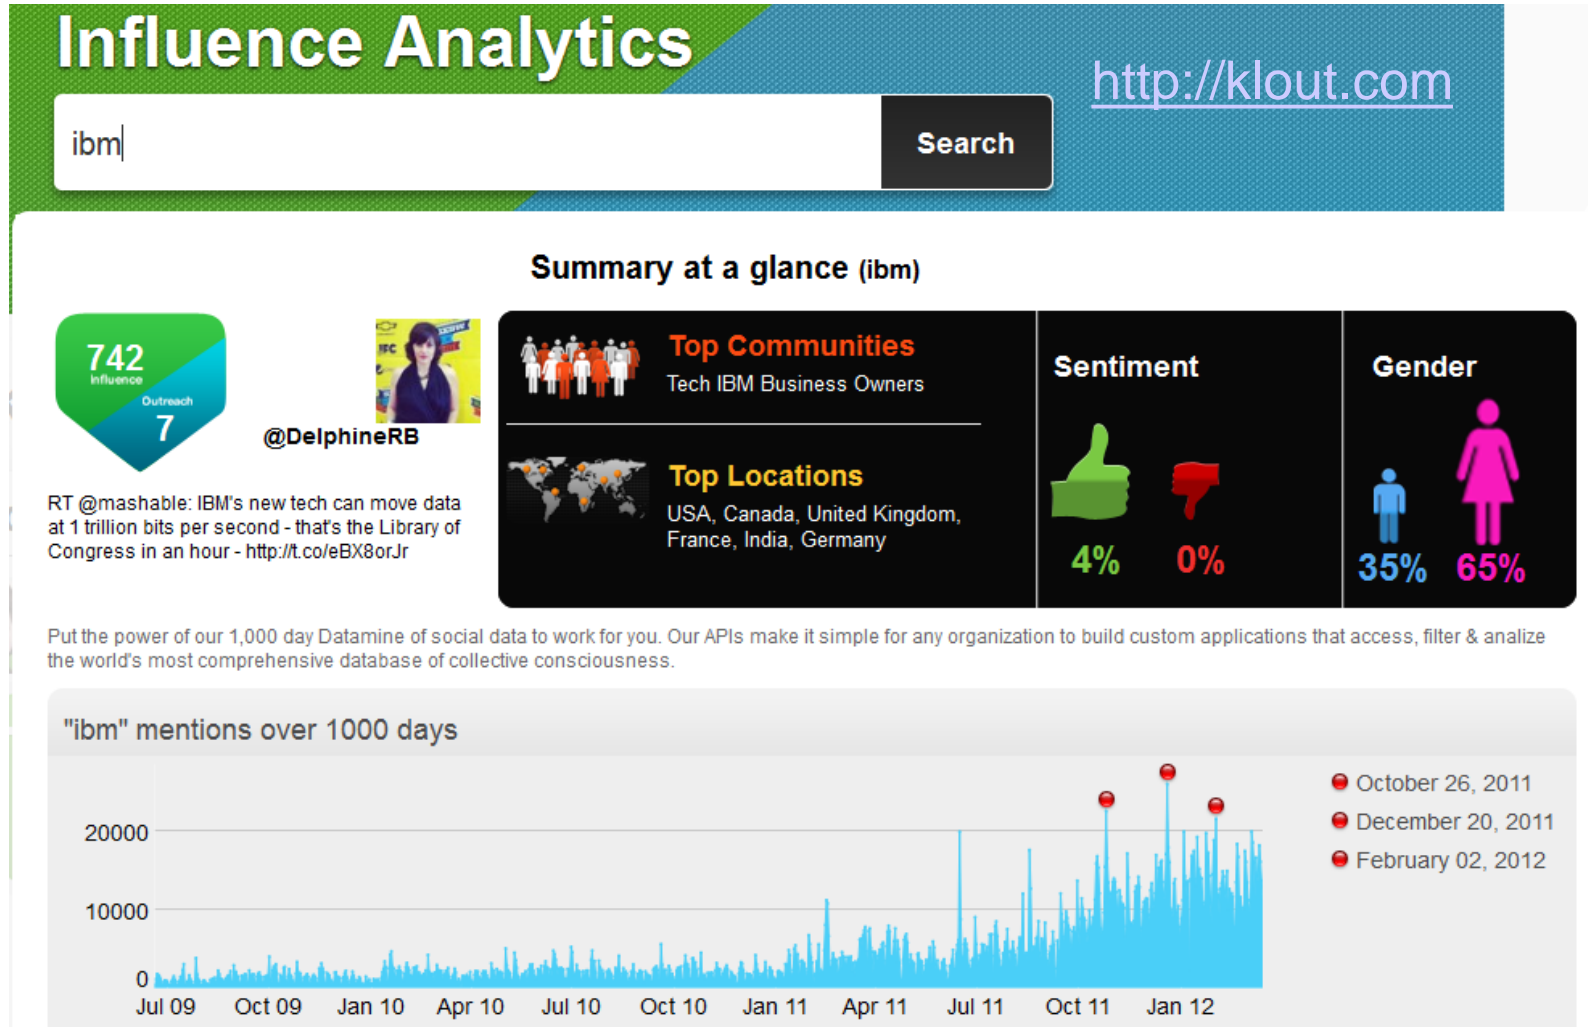 Influence Analytics
http://klout.com
ibm
Search
Summary at a glance (ibm)
742
Influence
Outreach
7
@DelphineRB
RT @mashable: IBM's new tech can move data
at 1 trillion bits per second - that's the Library of
Congress in an hour - http://t.co/eBX8orJr
Top Communities
Tech IBM Business Owners
Top Locations
USA, Canada, United Kingdom,
France, India, Germany
Sentiment
4% 0%
Gender
35% 65%
Put the power of our 1,000 day Datamine of social data to work for you. Our APIs make it simple for any organization to build custom applications that access, filter & analize
the world's most comprehensive database of collective consciousness.
"ibm" mentions over 1000 days
20000
10000
0
Jul 09 Oct 09 Jan 10 Apr 10 Jul 10 Oct 10 Jan 11 Apr 11 Jul 11 Oct 11 Jan 12
October 26, 2011
December 20, 2011
February 02, 2012